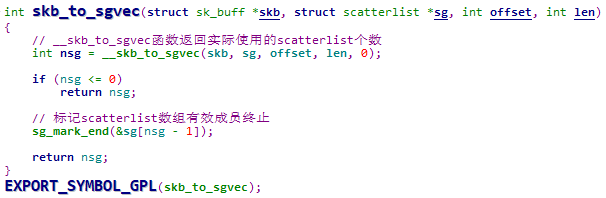 int skb_to_sgvec(struct sk_buff *skb, struct scatterlist *sg, int offset, int len)
{
// __skb_to_sgvec函数返回实际使用的scatterlist个数
int nsg = __skb_to_sgvec(skb, sg, offset, len, 0);
if (nsg <= 0)
return nsg;
// 标记scatterlist数组有效成员终止
sg_mark_end(&sg[nsg - 1]);
return nsg;
}
EXPORT_SYMBOL_GPL(skb_to_sgvec);